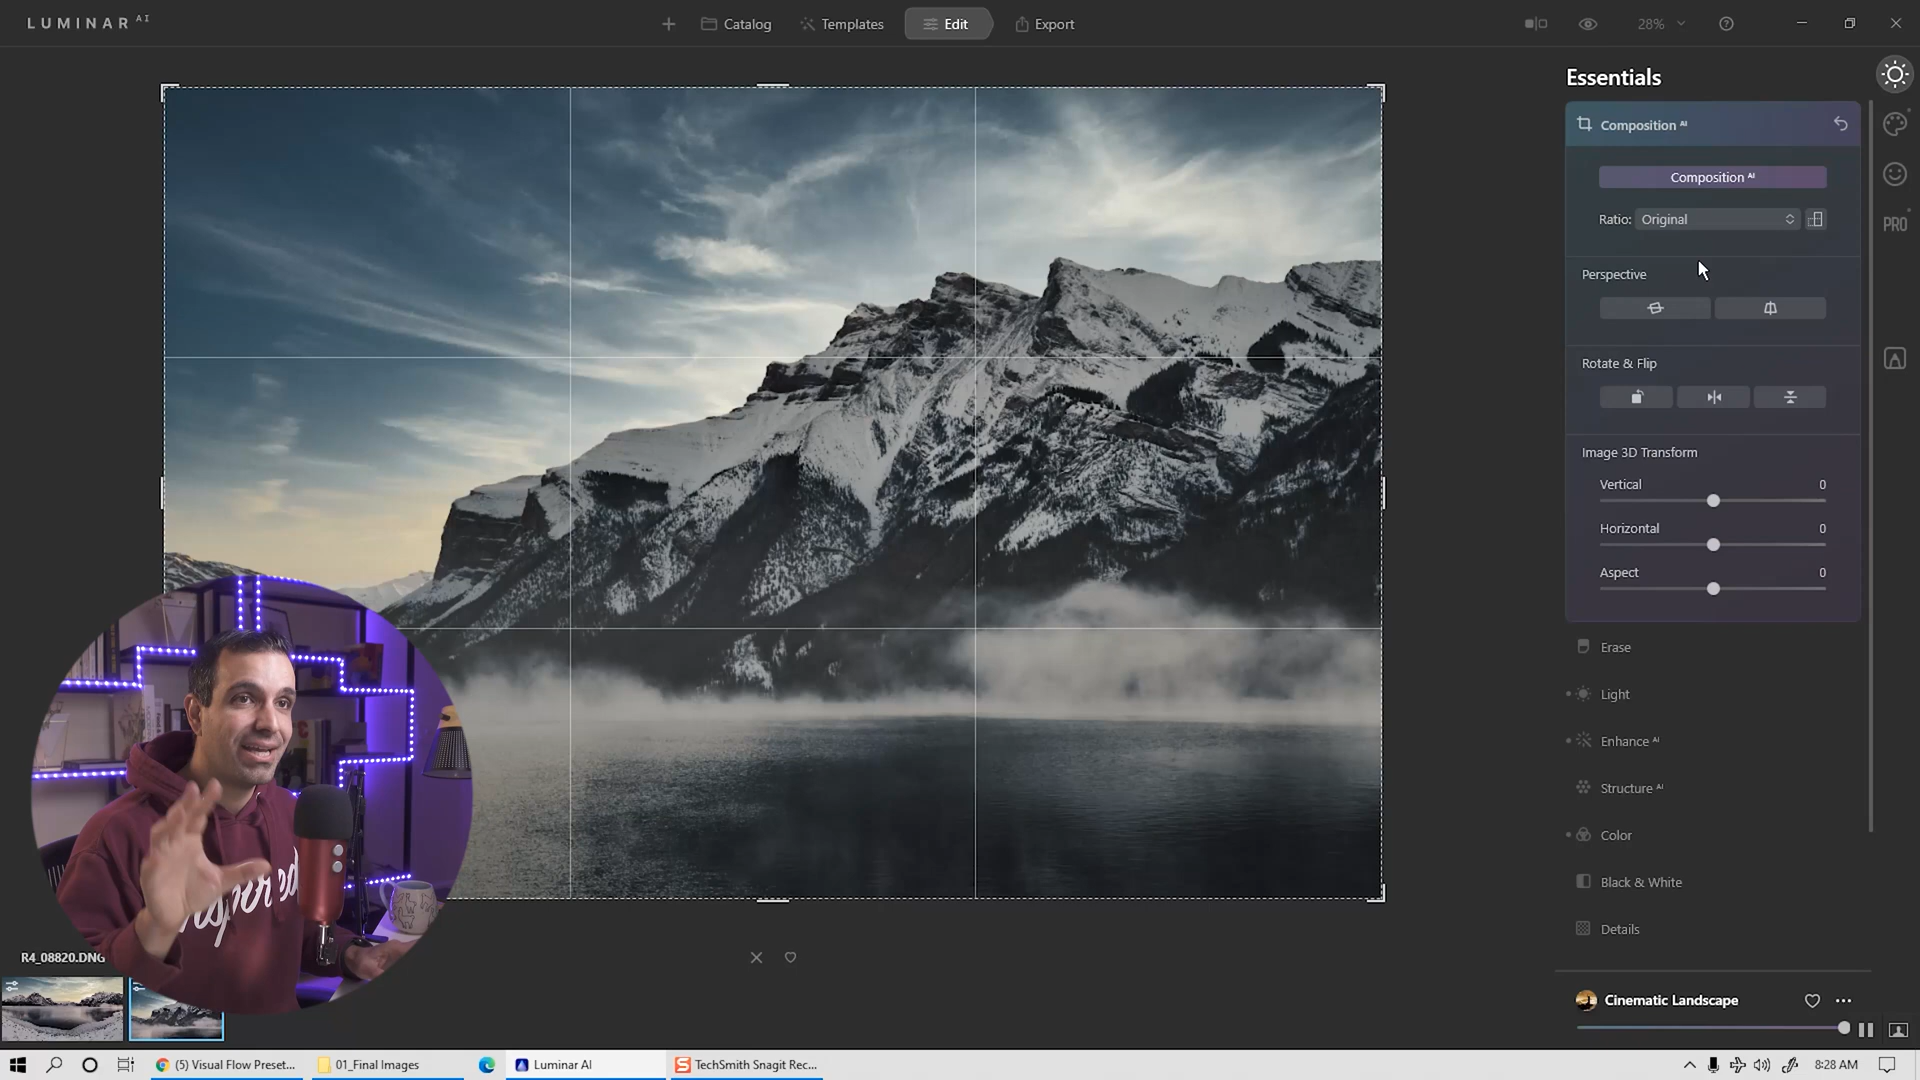 LUMINAR AI
Catalog
Templates
Edit
Export
28%
Essentials
Composition AI
Composition AI
Ratio: Original
PRO
Perspective
Rotate & Flip
Image 3D Transform
Vertical 0
Horizontal 0
Aspect 0
Erase
Light
Enhance AI
Structure AI
Color
Black & White
Details
R4_08820.DNG
Cinematic Landscape
(5) Visual Flow Preset...
01_Final Images
Luminar AI
S TechSmith Snagit Rec...
8:28 AM